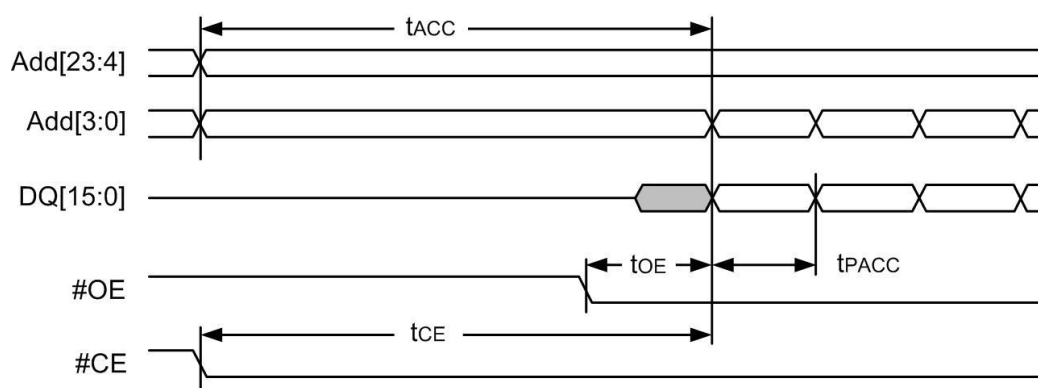 tACC
Add[23:4]
Add[3:0]
DQ[15:0]
tOE
tPACC
#OE
tCE
#CE